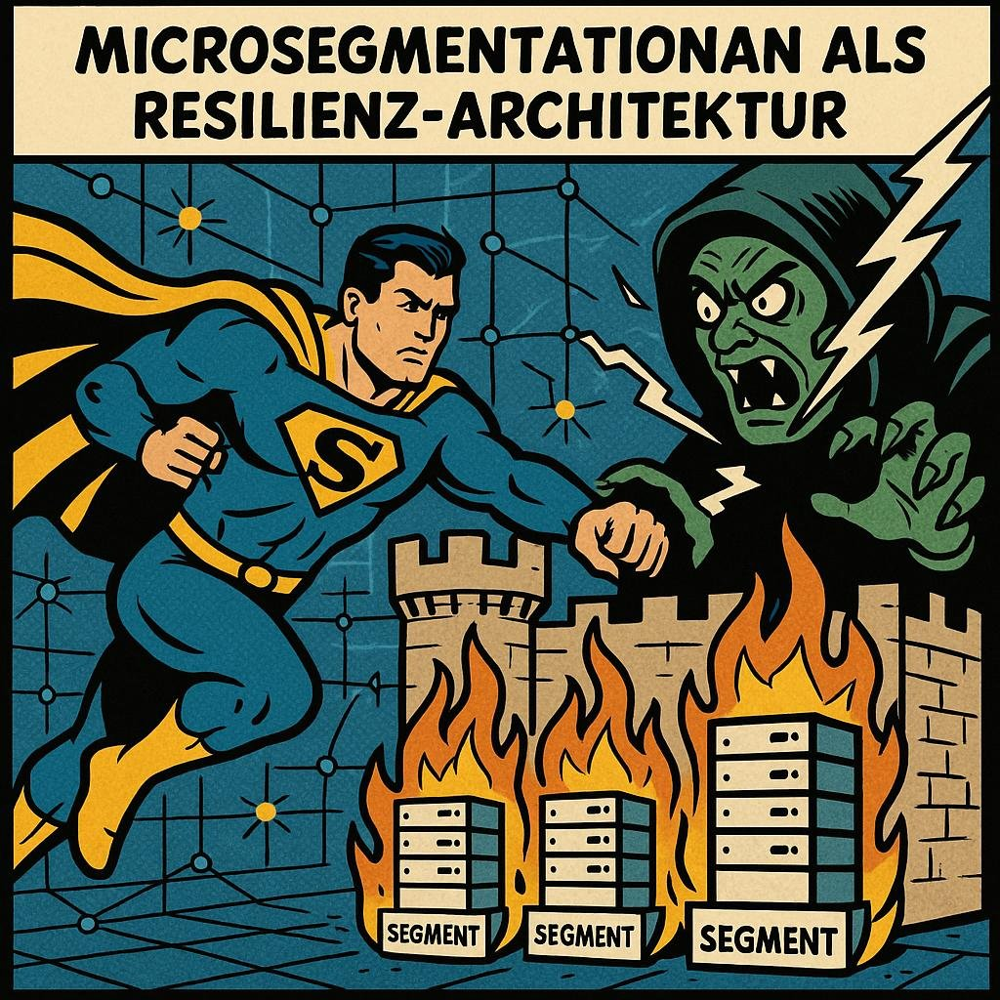 MICROSEGMENTATIONAN ALS
RESILIENZ-ARCHITEKTUR
S
SEGMENT
SEGMENT
SEGMENT